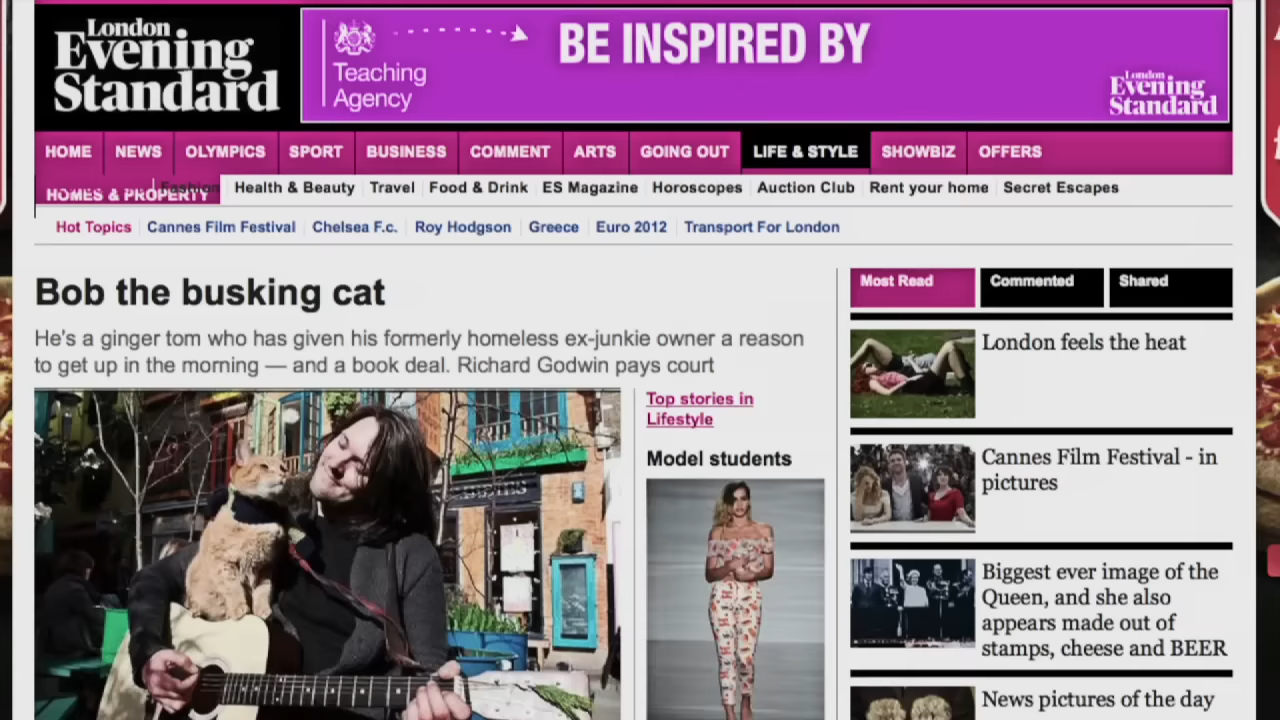 London
Evening
Standard
Teaching
Agency
BE INSPIRED BY
London
Evening
Standard
HOME NEWS OLYMPICS SPORT BUSINESS COMMENT ARTS GOING OUT LIFE & STYLE SHOWBIZ OFFERS
HOMES & PROPERTY Fashion Health & Beauty Travel Food & Drink ES Magazine Horoscopes Auction Club Rent your home Secret Escapes
Hot Topics Cannes Film Festival Chelsea F.c. Roy Hodgson Greece Euro 2012 Transport For London
Bob the busking cat
He's a ginger tom who has given his formerly homeless ex-junkie owner a reason
to get up in the morning — and a book deal. Richard Godwin pays court
Top stories in
Lifestyle
Model students
Most Read Commented Shared
London feels the heat
Cannes Film Festival - in
pictures
Biggest ever image of the
Queen, and she also
appears made out of
stamps, cheese and BEER
News pictures of the day